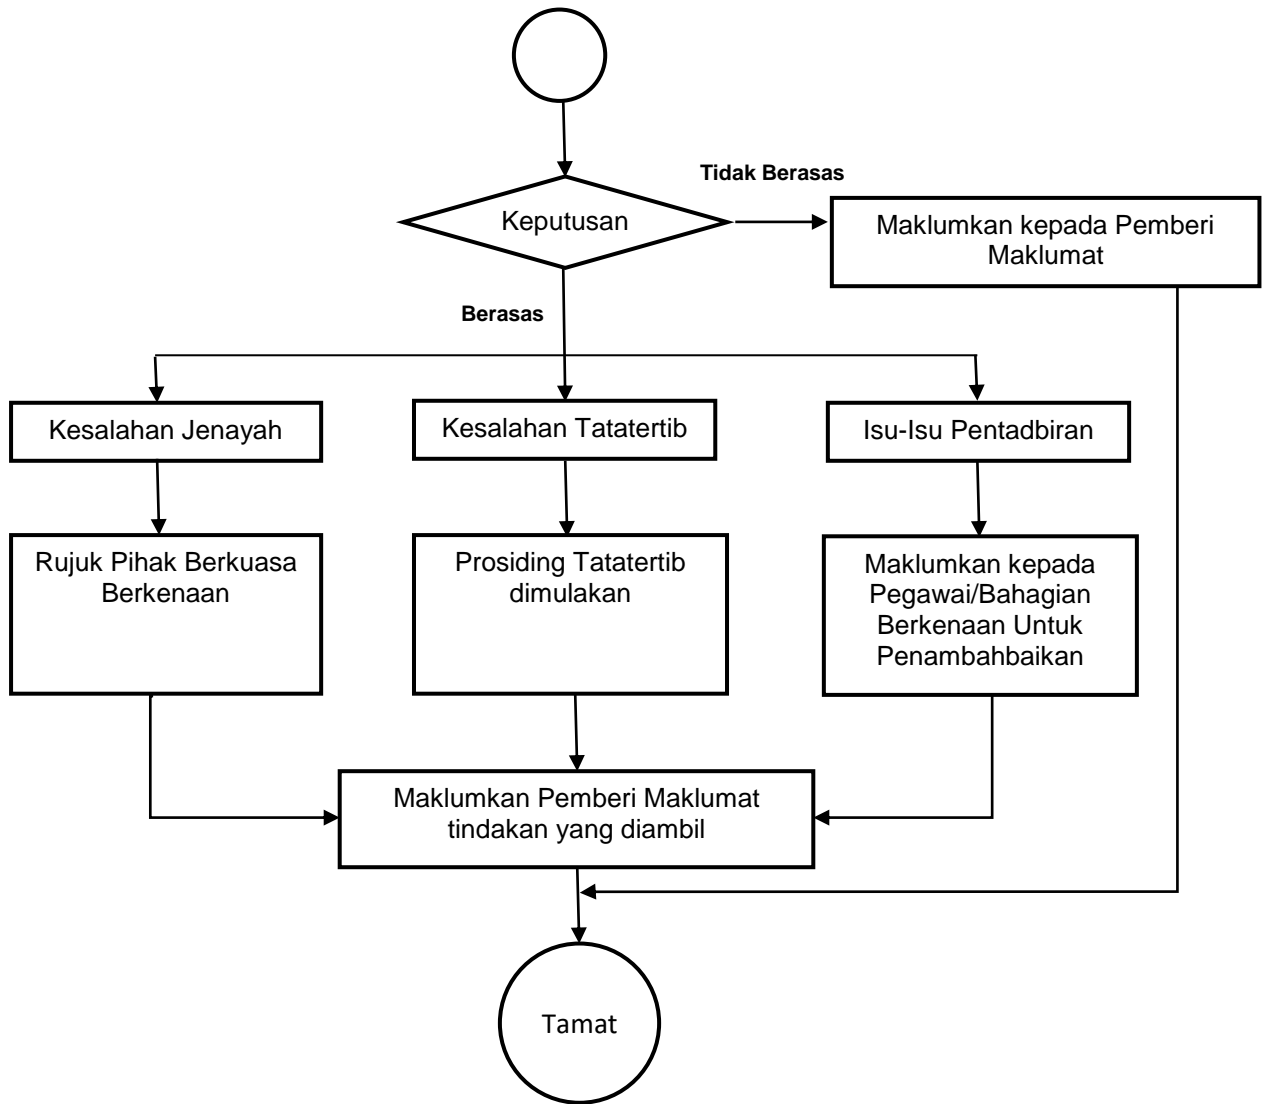 Tidak Berasas
Keputusan
Maklumkan kepada Pemberi
Maklumat
Berasas
Kesalahan Jenayah
Kesalahan Tatatertib
Isu-Isu Pentadbiran
Rujuk Pihak Berkuasa
Berkenaan
Prosiding Tatatertib
dimulakan
Maklumkan kepada
Pegawai/Bahagian
Berkenaan Untuk
Penambahbaikan
Maklumkan Pemberi Maklumat
tindakan yang diambil
Tamat